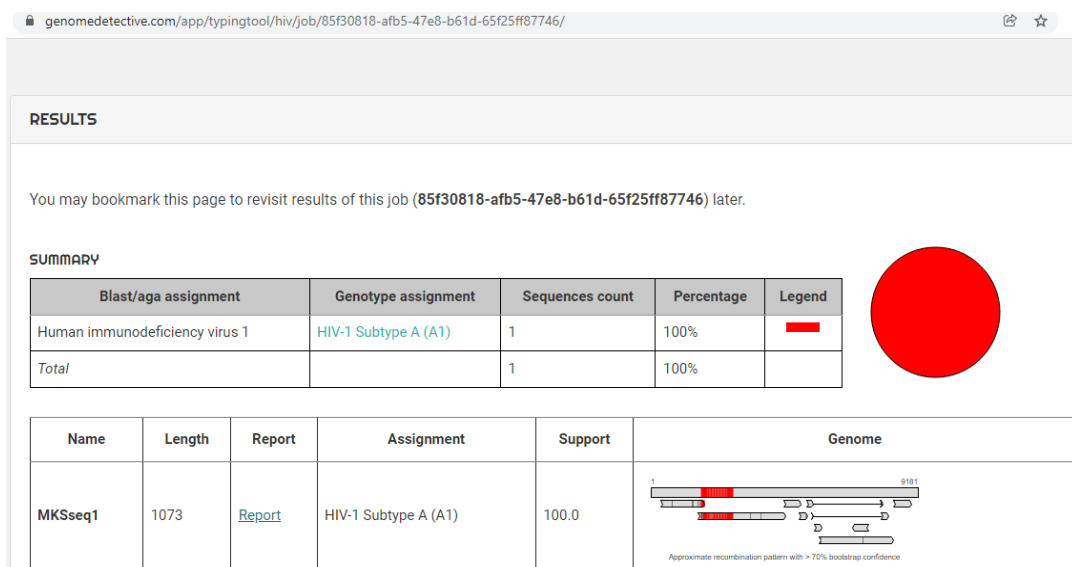 genomedetective.com/app/typingtool/hiv/job/85f30818-afb5-47e8-b61d-65f25ff87746/
RESULTS
You may bookmark this page to revisit results of this job (85f30818-afb5-47e8-b61d-65f25ff87746) later.
SUMMARY
Blast/aga assignment Genotype assignment Sequences count Percentage Legend
Human immunodeficiency virus 1 HIV-1 Subtype A (A1) 1 100%
Total 1 100%
Name Length Report Assignment Support Genome
1 9181
MKSseq1 1073 Report HIV-1 Subtype A (A1) 100.0
Approximate recombination pattern with > 70% bootstrap confidence